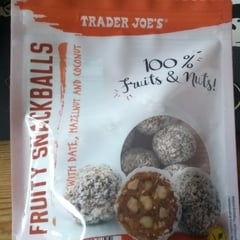 TRADER JOE'S
100 %
Fruits & Nuts!
FRUITY SNACKBALLS
WITH DATE, HAZELNUT AND COCONUT